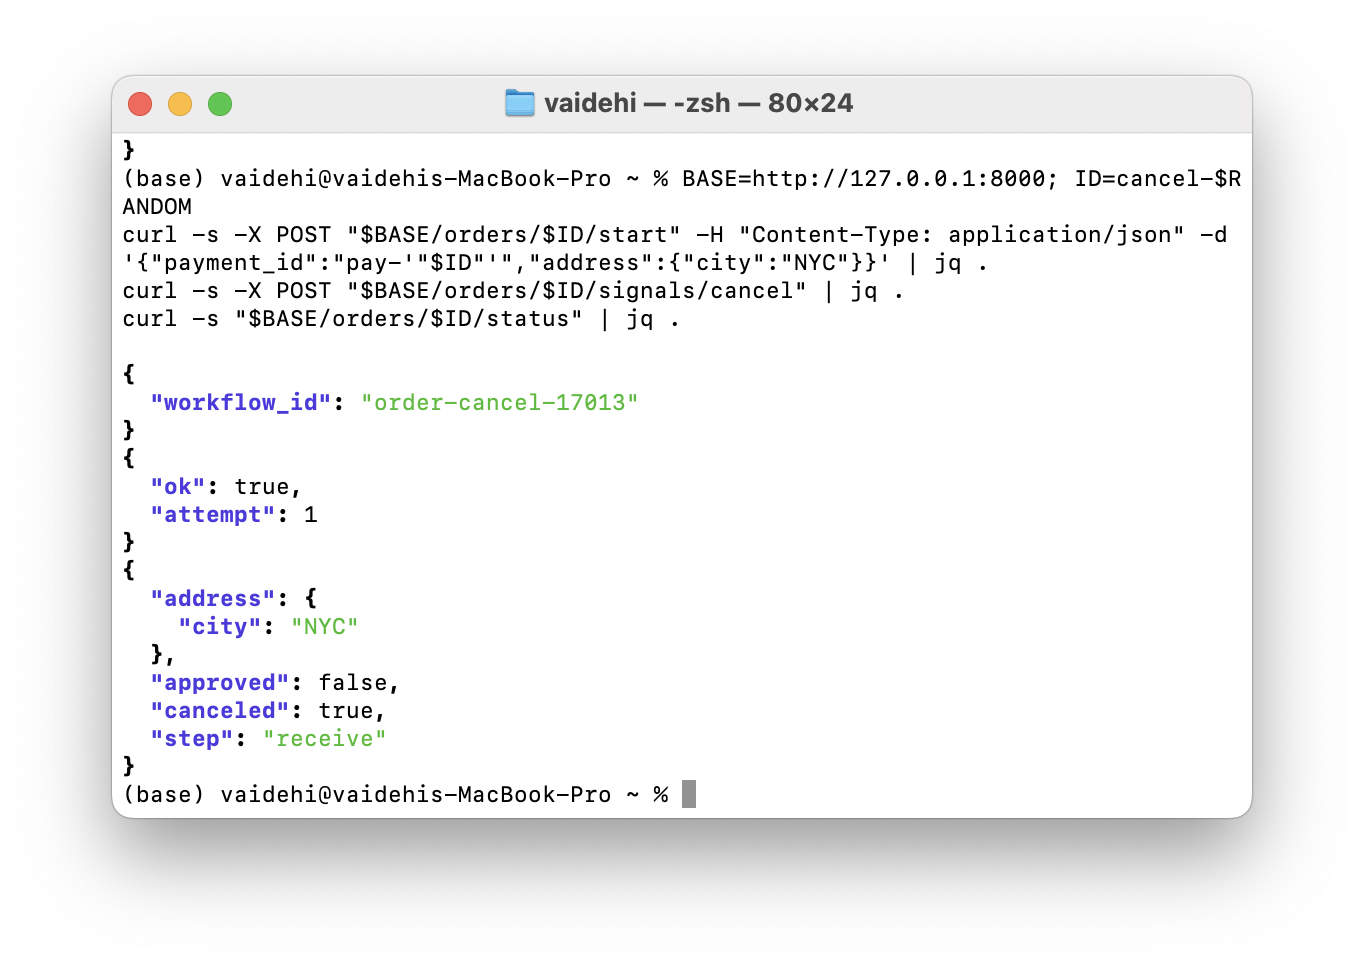 vaidehi — -zsh — 80×24
}
(base) vaidehi@vaidehis-MacBook-Pro ~ % BASE=http://127.0.0.1:8000; ID=cancel-$R
ANDOM
curl -s -X POST "$BASE/orders/$ID/start" -H "Content-Type: application/json" -d
'{"payment_id":"pay-'"$ID"'","address":{"city":"NYC"}}' | jq .
curl -s -X POST "$BASE/orders/$ID/signals/cancel" | jq .
curl -s "$BASE/orders/$ID/status" | jq .

{
  "workflow_id": "order-cancel-17013"
}
{
  "ok": true,
  "attempt": 1
}
{
  "address": {
    "city": "NYC"
  },
  "approved": false,
  "canceled": true,
  "step": "receive"
}
(base) vaidehi@vaidehis-MacBook-Pro ~ %